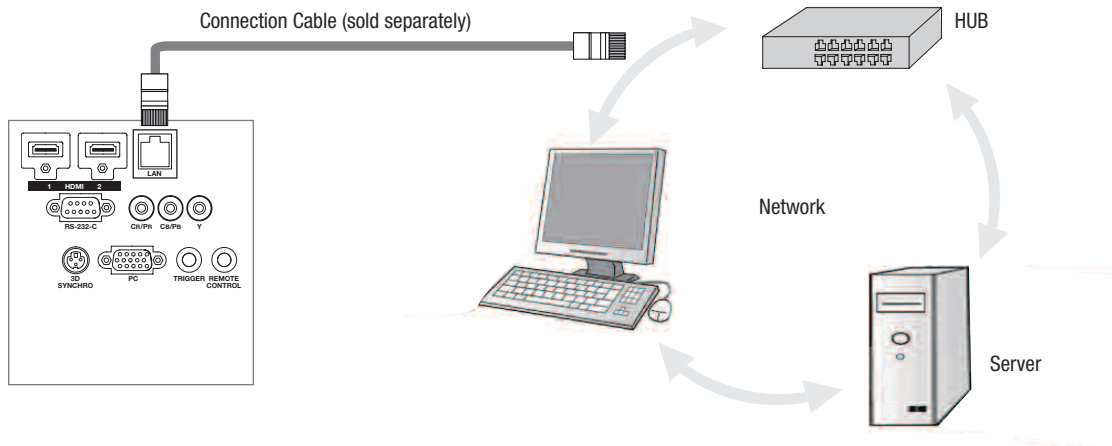 Connection Cable (sold separately)
HUB
LAN
1 HDMI 2
RS-232-C
CR/PR
CB/PB
Y
Network
3D
SYNCHRO
PC
TRIGGER
REMOTE
CONTROL
Server